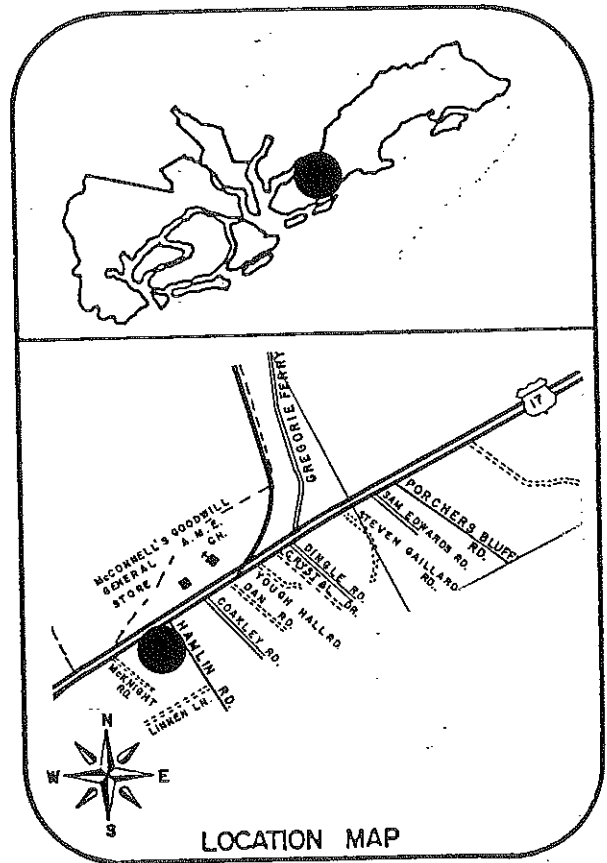 GREGORIE FERRY
17
McCONNELL'S GOODWILL
GENERAL A.M.E.
STORE CH.
PORCHERS BLUFF
RD.
SAM EDWARDS RD.
STEVEN GAILLARD
RD.
DINGLE RD.
CRYSTAL DR.
YOUGH HALL RD.
DAN RD.
COAKLEY RD.
HAMLIN RD.
McKNIGHT
RD.
LINNEN LN.
N
W E
S
LOCATION MAP